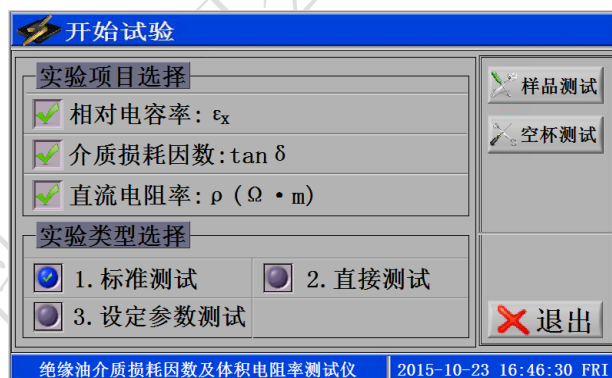 开始试验
实验项目选择
相对电容率: εx
介质损耗因数:tan δ
直流电阻率: ρ (Ω • m)
实验类型选择
1. 标准测试
2. 直接测试
3. 设定参数测试
样品测试
空杯测试
退出
绝缘油介质损耗因数及体积电阻率测试仪
2015-10-23 16:46:30 FRI